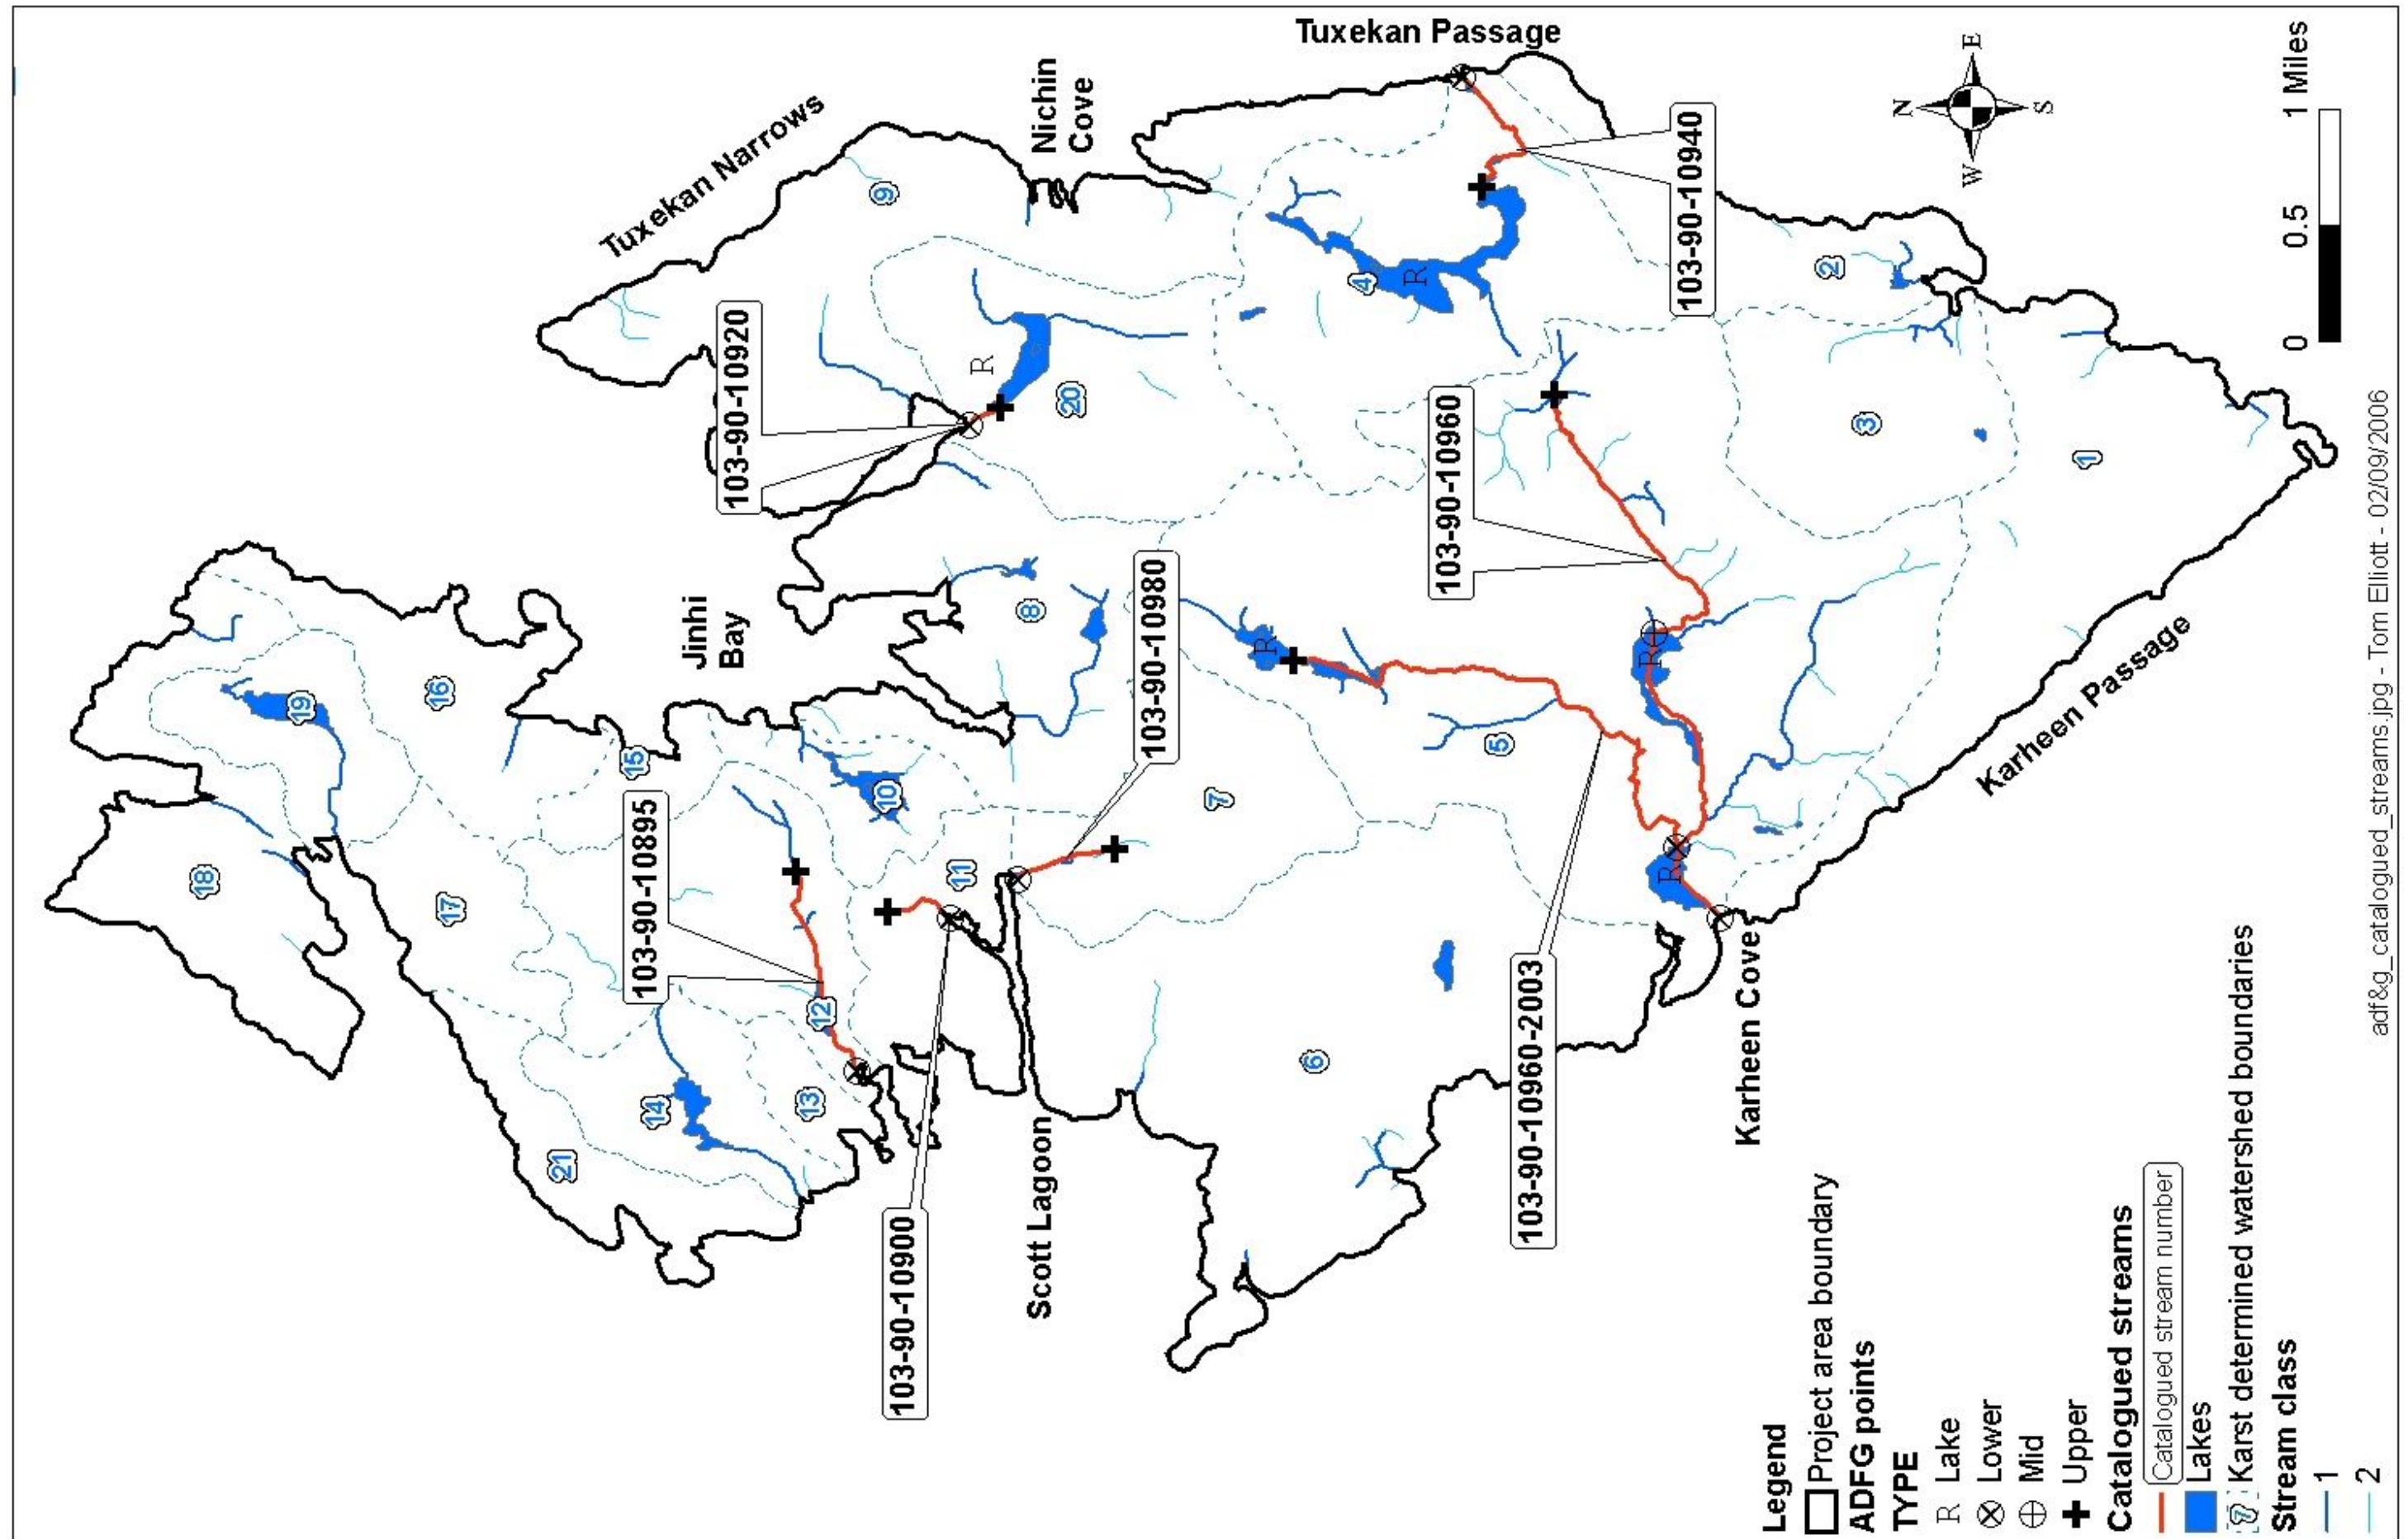 Tuxekan Passage
Tuxekan Narrows
Nichin
Cove
N
W
E
S
9
103-90-10920
R
20
4
R
103-90-10940
2
0
0.5
1 Miles
103-90-10960
3
1
Jinhi
Bay
8
103-90-10980
R
R
Karheen Passage
19
16
15
18
17
103-90-10895
10
11
7
5
R
12
14
13
21
103-90-10900
Scott Lagoon
6
103-90-10960-2003
Karheen Cove
Legend
Project area boundary
ADFG points
TYPE
R Lake
Lower
Mid
Upper
Catalogued streams
Catalogued stream number
Lakes
7 Karst determined watershed boundaries
Stream class
1
2
adf&g_catalogued_streams.jpg - Tom Elliott - 02/09/2006